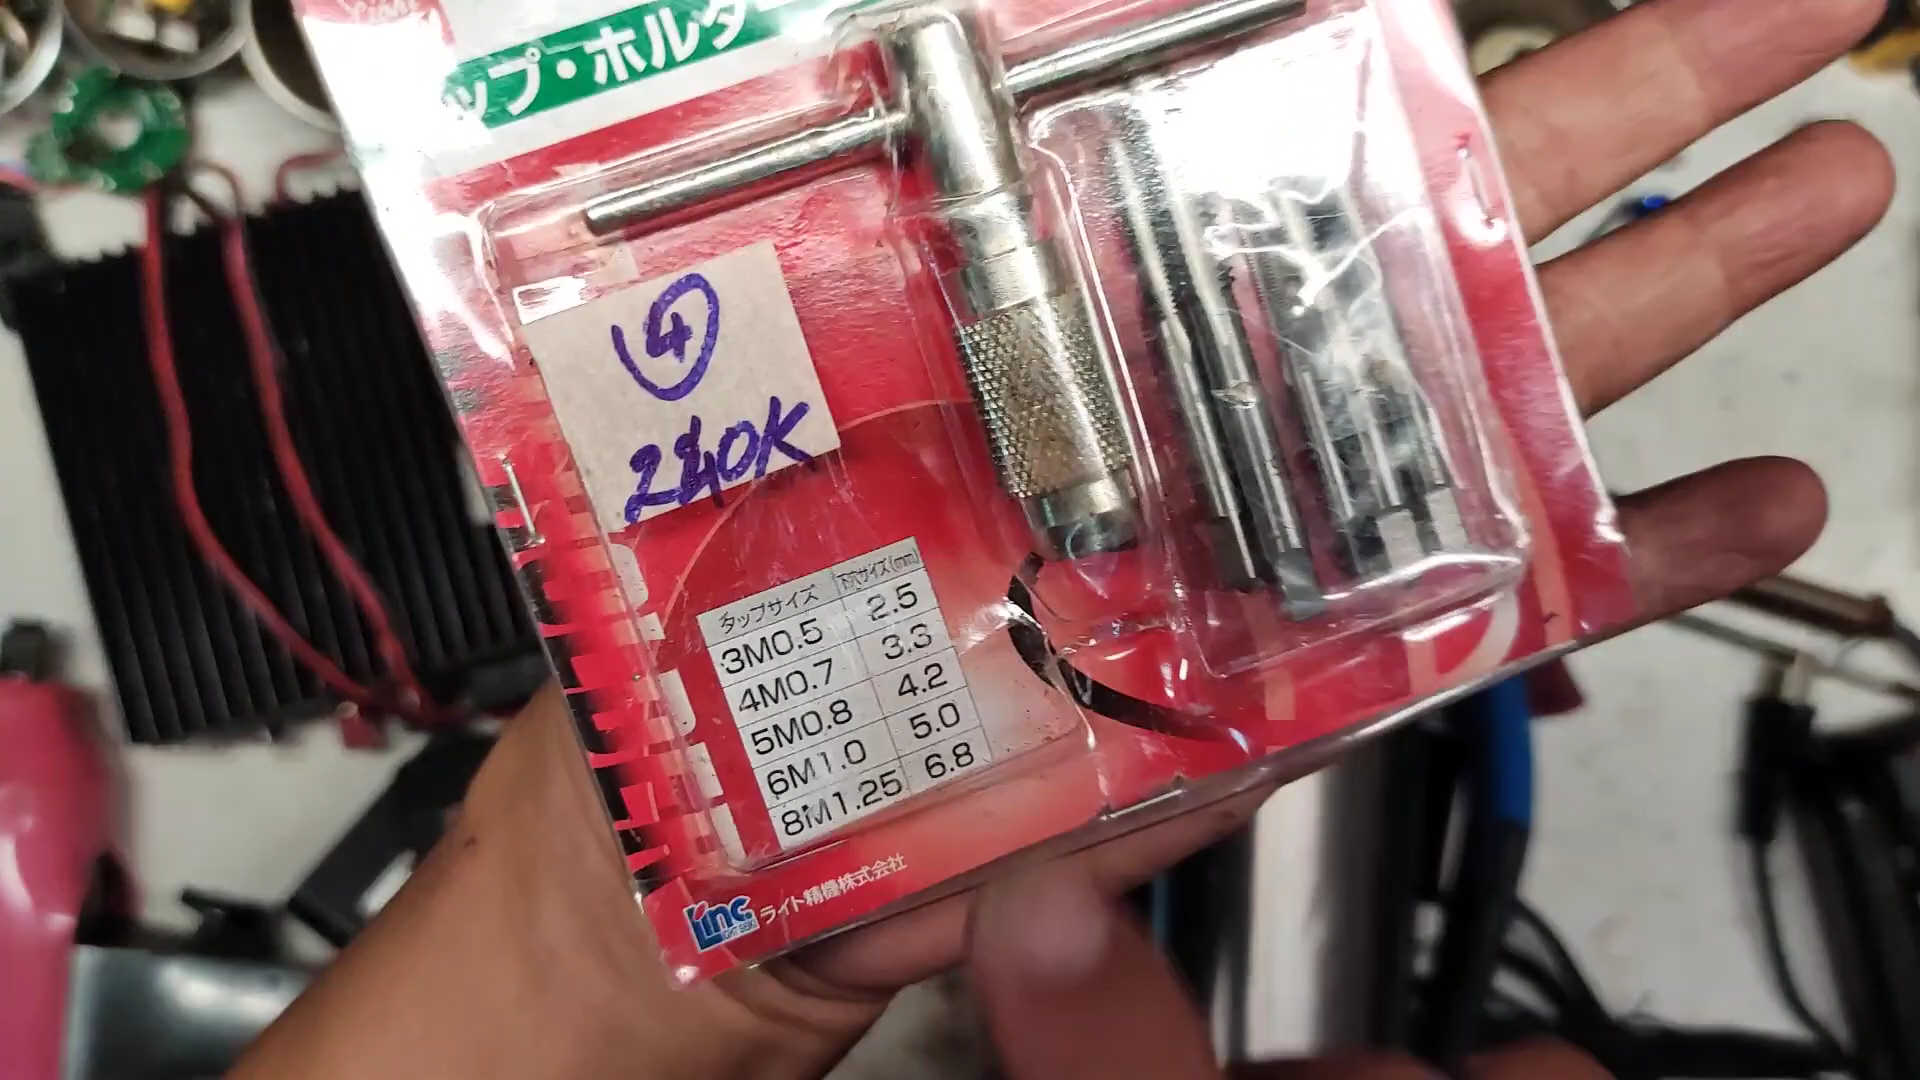 Light
ップ・ホルダー
④
240K
タップサイズ 下穴サイズ(mm)
3M0.5 2.5
4M0.7 3.3
5M0.8 4.2
6M1.0 5.0
8M1.25 6.8
Linc. ライト精機株式会社